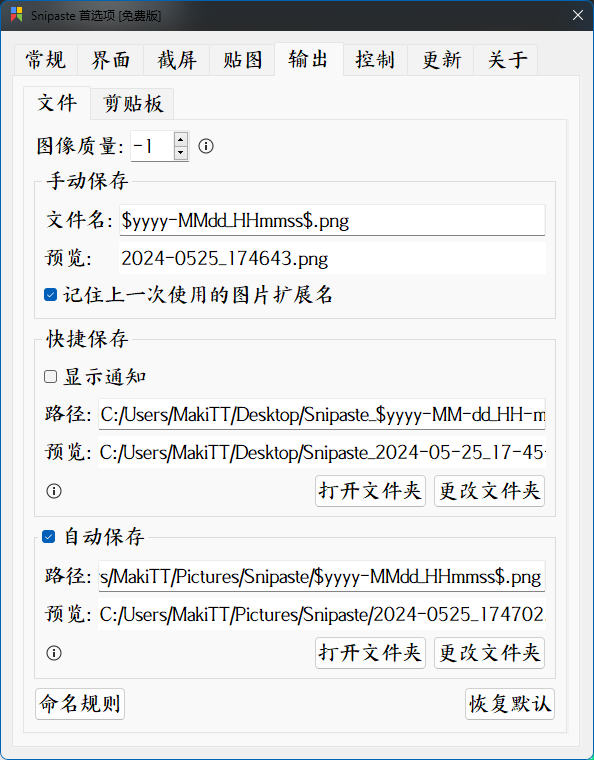 Snipaste 首选项 [免费版]
常规 界面 截屏 贴图 输出 控制 更新 关于
文件 剪贴板
图像质量: -1
手动保存
文件名: $yyyy-MMdd_HHmmss$.png
预览: 2024-0525_174643.png
记住上一次使用的图片扩展名
快捷保存
显示通知
路径: C:/Users/MakiTT/Desktop/Snipaste_$yyyy-MM-dd_HH-m
预览: C:/Users/MakiTT/Desktop/Snipaste_2024-05-25_17-45-
打开文件夹 更改文件夹
自动保存
路径: s/MakiTT/Pictures/Snipaste/$yyyy-MMdd_HHmmss$.png
预览: C:/Users/MakiTT/Pictures/Snipaste/2024-0525_174702.
打开文件夹 更改文件夹
命名规则 恢复默认